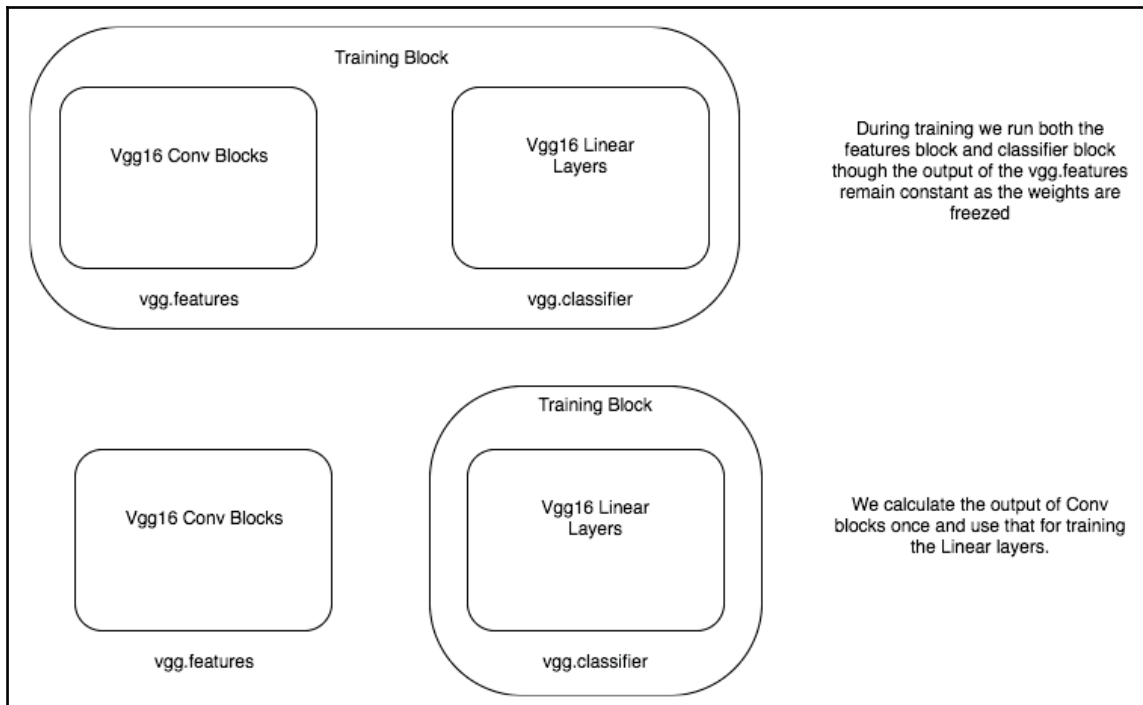 Training Block
Vgg16 Conv Blocks
Vgg16 Linear
Layers
vgg.features
vgg.classifier
During training we run both the
features block and classifier block
though the output of the vgg.features
remain constant as the weights are
freezed
Training Block
Vgg16 Conv Blocks
Vgg16 Linear
Layers
vgg.features
vgg.classifier
We calculate the output of Conv
blocks once and use that for training
the Linear layers.